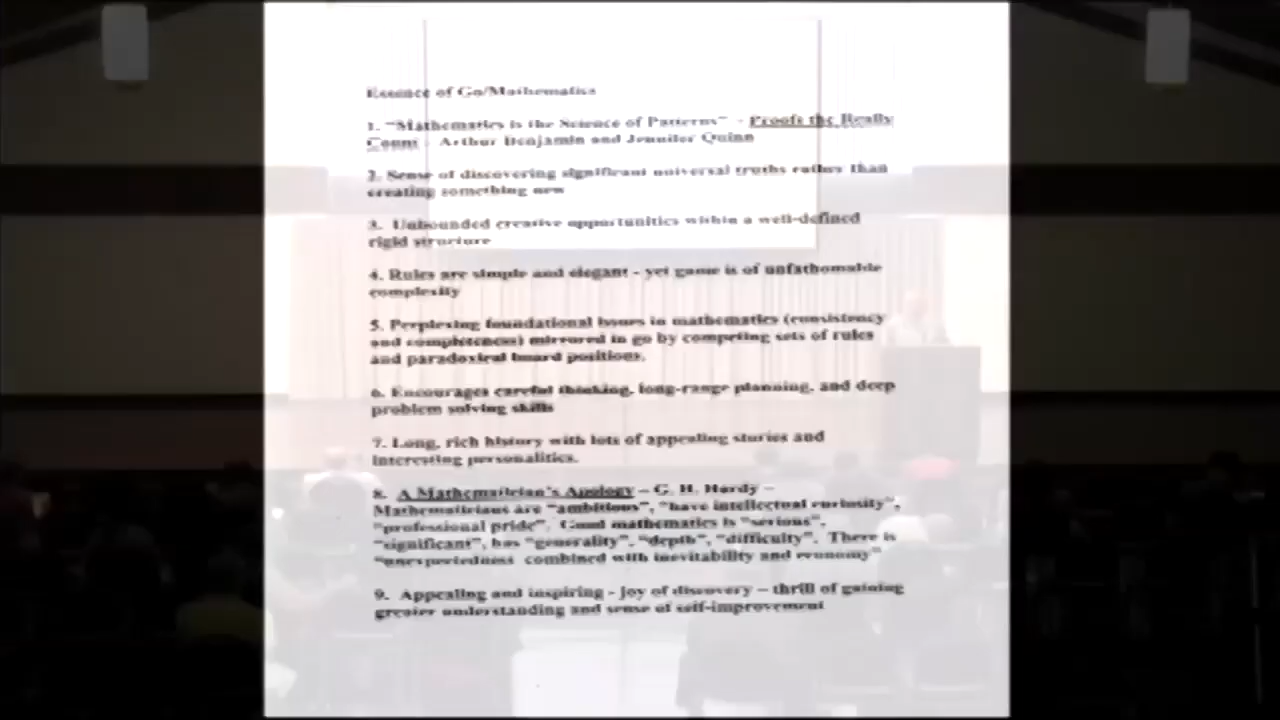 Essence of Go/Mathematics
1. "Mathematics is the Science of Patterns" - Proofs the Really
Count - Arthur Benjamin and Jennifer Quinn
2. Sense of discovering significant universal truths rather than
creating something new
3. Unbounded creative opportunities within a well-defined
rigid structure
4. Rules are simple and elegant - yet game is of unfathomable
complexity
5. Perplexing foundational issues in mathematics (consistency
and completeness) mirrored in go by competing sets of rules
and paradoxical board positions.
6. Encourages careful thinking, long-range planning, and deep
problem solving skills
7. Long, rich history with lots of appealing stories and
interesting personalities.
8. A Mathematician's Apology – G. H. Hardy –
Mathematicians are "ambitious", "have intellectual curiosity",
"professional pride". Good mathematics is "serious",
"significant", has "generality", "depth", "difficulty". There is
"unexpectedness combined with inevitability and economy"
9. Appealing and inspiring - joy of discovery – thrill of gaining
greater understanding and sense of self-improvement